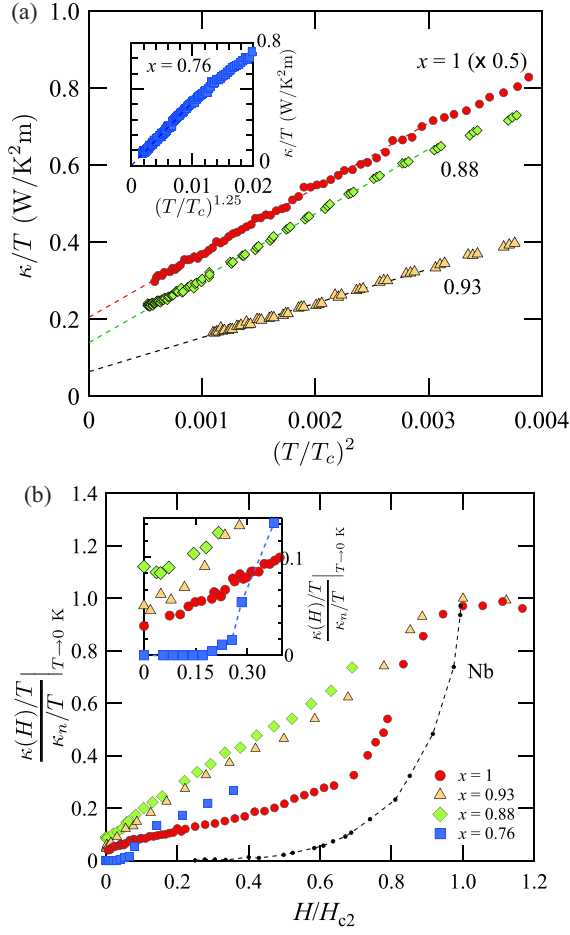 (a)
κ/T (W/K²m)
1.0
0.8
0.6
0.4
0.2
0
0
0.001
0.002
0.003
0.004
(T/Tc)²
x = 1 (x 0.5)
0.88
0.93
x = 0.76
0.8
0
κ/T (W/K²m)
0
0.01
0.02
(T/Tc)^1.25
(b)
κ(H)/T
κn/T |T→0 K
1.4
1.2
1.0
0.8
0.6
0.4
0.2
0
0
0.2
0.4
0.6
0.8
1.0
1.2
H/Hc2
0.1
0
0
0.15
0.30
κ(H)/T
κn/T |T→0 K
Nb
x = 1
x = 0.93
x = 0.88
x = 0.76